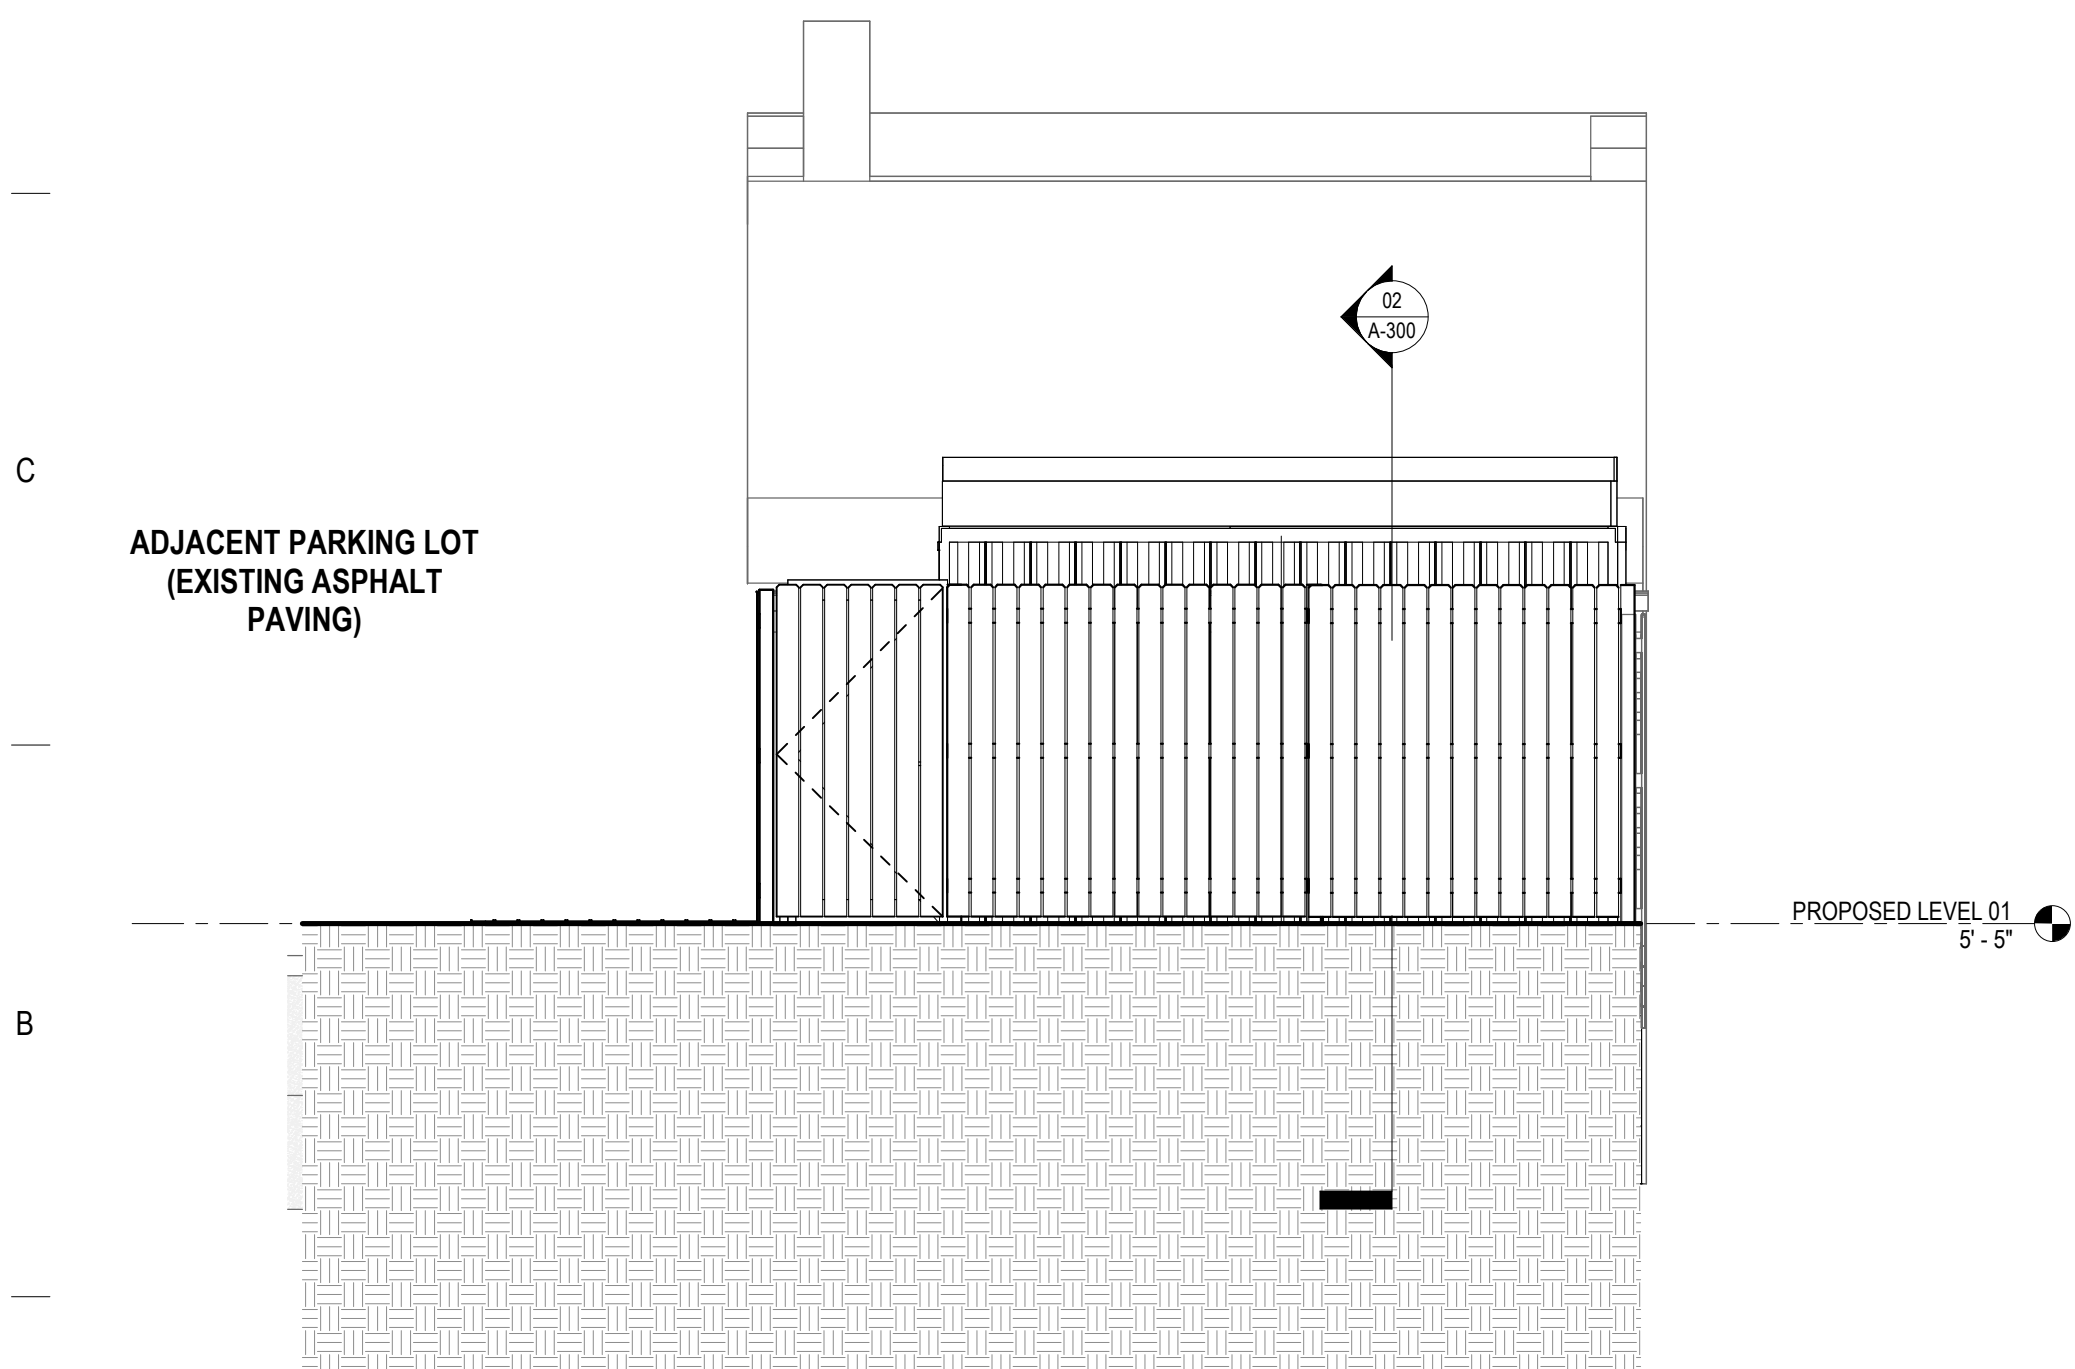 02
A-300
C
ADJACENT PARKING LOT
(EXISTING ASPHALT
PAVING)
PROPOSED LEVEL 01
5' - 5"
B